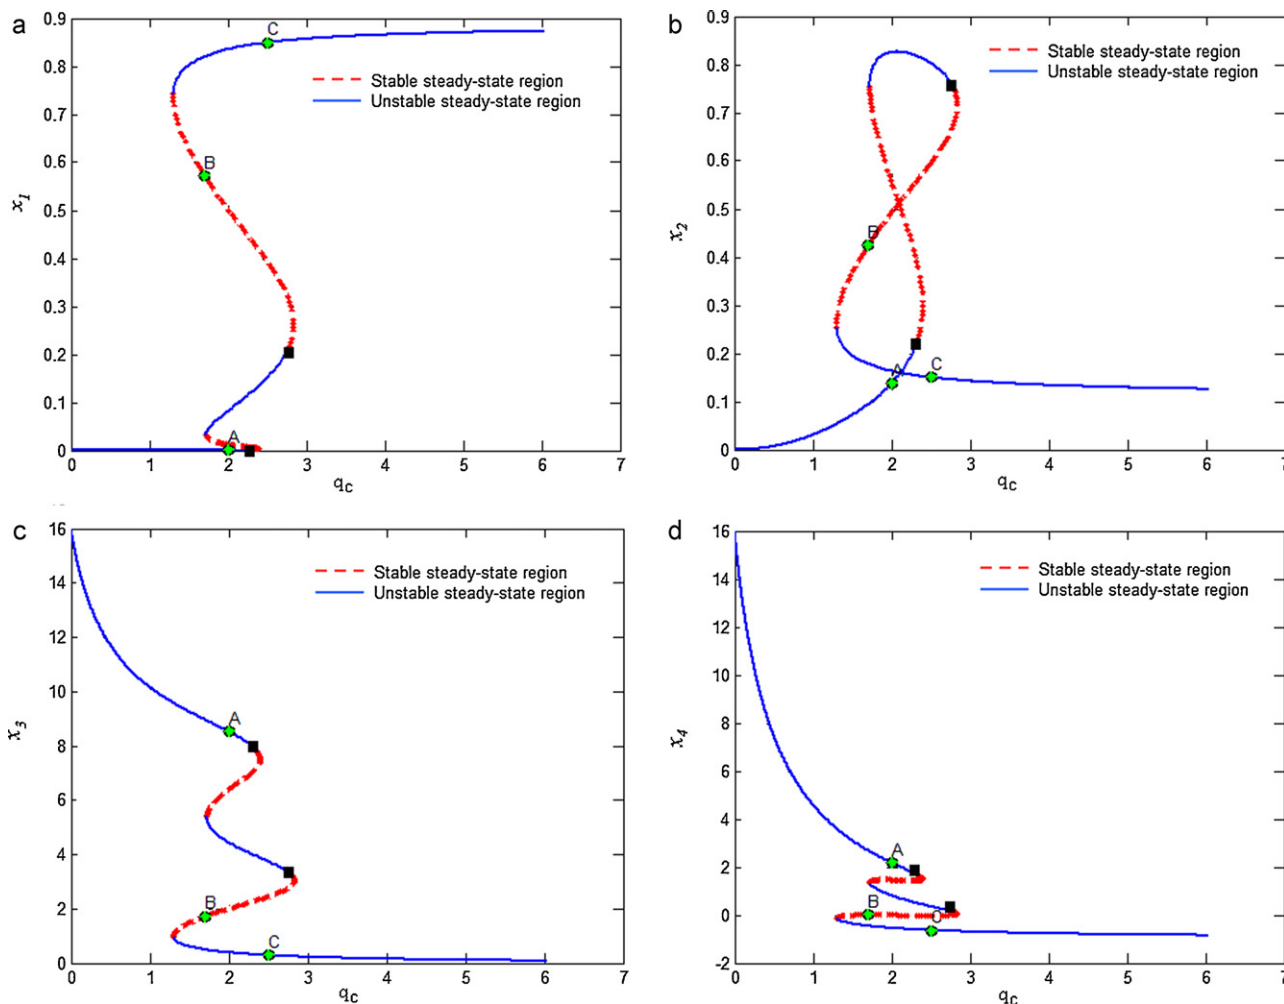 a
0.9
0.8
0.7
0.6
0.5
0.4
0.3
0.2
0.1
0
x1
C
B
A
Stable steady-state region
Unstable steady-state region
0 1 2 3 4 5 6 7
qc
b
0.9
0.8
0.7
0.6
0.5
0.4
0.3
0.2
0.1
0
x2
B
A
C
Stable steady-state region
Unstable steady-state region
0 1 2 3 4 5 6 7
qc
c
16
14
12
10
8
6
4
2
0
x3
A
B
C
Stable steady-state region
Unstable steady-state region
0 1 2 3 4 5 6 7
qc
d
16
14
12
10
8
6
4
2
0
-2
x4
A
B
C
Stable steady-state region
Unstable steady-state region
0 1 2 3 4 5 6 7
qc